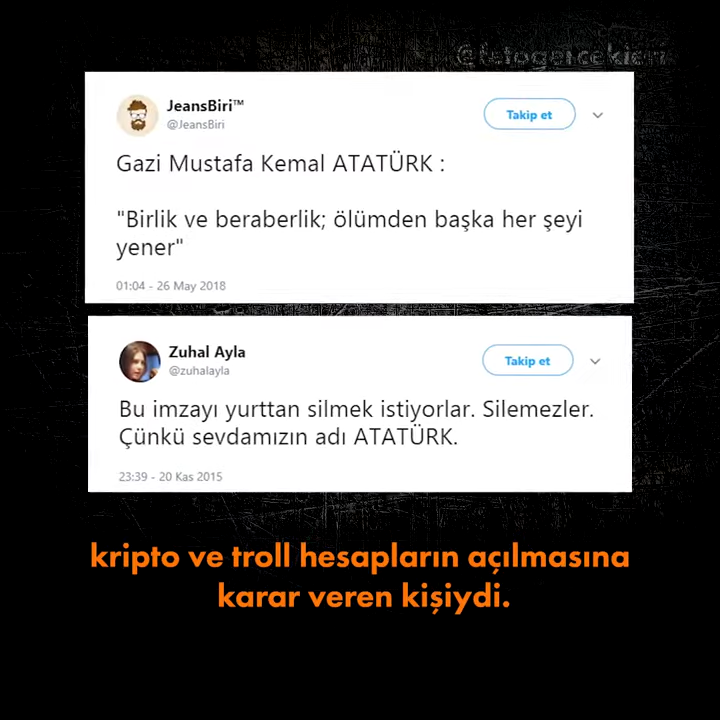 @fetogercekleri
JeansBiri™
@JeansBiri
Takip et
Gazi Mustafa Kemal ATATÜRK :
"Birlik ve beraberlik; ölümden başka her şeyi
yener"
01:04 - 26 May 2018
Zuhal Ayla
@zuhalayla
Takip et
Bu imzayı yurttan silmek istiyorlar. Silemezler.
Çünkü sevdamızın adı ATATÜRK.
23:39 - 20 Kas 2015
kripto ve troll hesapların açılmasına
karar veren kişiydi.